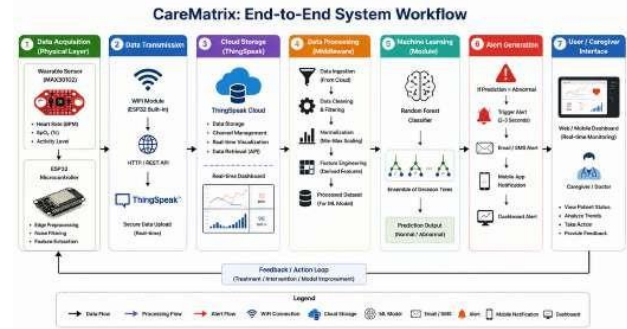 CareMatrix: End-to-End System Workflow
1 Data Acquisition
(Physical Layer)
Wearable Sensor
(MAX30102)
• Heart Rate (BPM)
• SpO₂ (%)
• Activity Level
ESP32
Microcontroller
• Edge Preprocessing
• Noise Filtering
• Feature Extraction
2 Data Transmission
WiFi Module
(ESP32 Built-in)
HTTP / REST API
ThingSpeak
Secure Data Upload
(Real-time)
3 Cloud Storage
(ThingSpeak)
ThingSpeak Cloud
• Data Storage
• Channel Management
• Real-time Visualization
• Data Retrieval (API)
Real-time Dashboard
4 Data Processing
(Middleware)
Data Ingestion
(From Cloud)
Data Cleaning
& Filtering
Normalization
(Min-Max Scaling)
Feature Engineering
(Derived Features)
Processed Dataset
(For ML Model)
5 Machine Learning
(Module)
Random Forest
Classifier
Ensemble of Decision Trees
Prediction Output
(Normal / Abnormal)
6 Alert Generation
If Prediction = Abnormal
Trigger Alert
(2-3 Seconds)
Email / SMS Alert
Mobile App
Notification
Dashboard Alert
7 User / Caregiver
Interface
Web / Mobile Dashboard
(Real-time Monitoring)
Caregiver / Doctor
• View Patient Status
• Analyze Trends
• Take Action
• Provide Feedback
Feedback / Action Loop
(Treatment / Intervention / Model Improvement)
Legend
Data Flow
Processing Flow
Alert Flow
WiFi Connection
Cloud Storage
ML Model
Email / SMS
Alert
Mobile Notification
Dashboard